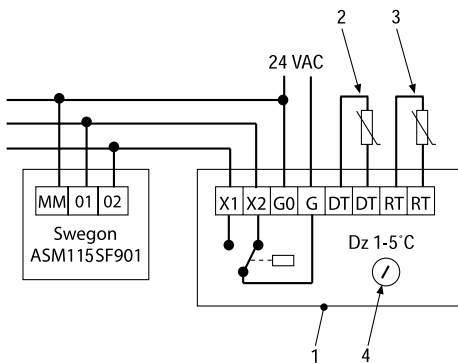 2
3
24 VAC
MM 01 02
X1 X2 G0 G DT DT RT RT
Swegon
ASM115SF901
Dz 1-5°C
1
4